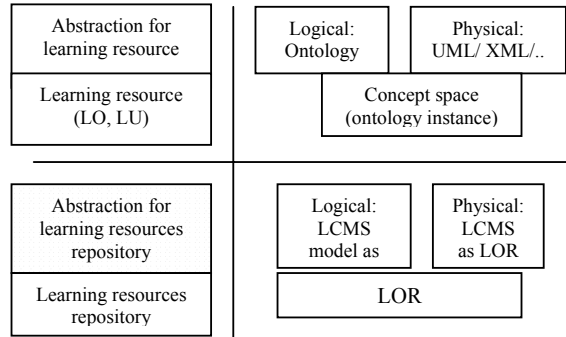 Abstraction for
learning resource
Learning resource
(LO, LU)
Logical:
Ontology
Physical:
UML/ XML/..
Concept space
(ontology instance)
Abstraction for
learning resources
repository
Learning resources
repository
Logical:
LCMS
model as
Physical:
LCMS
as LOR
LOR